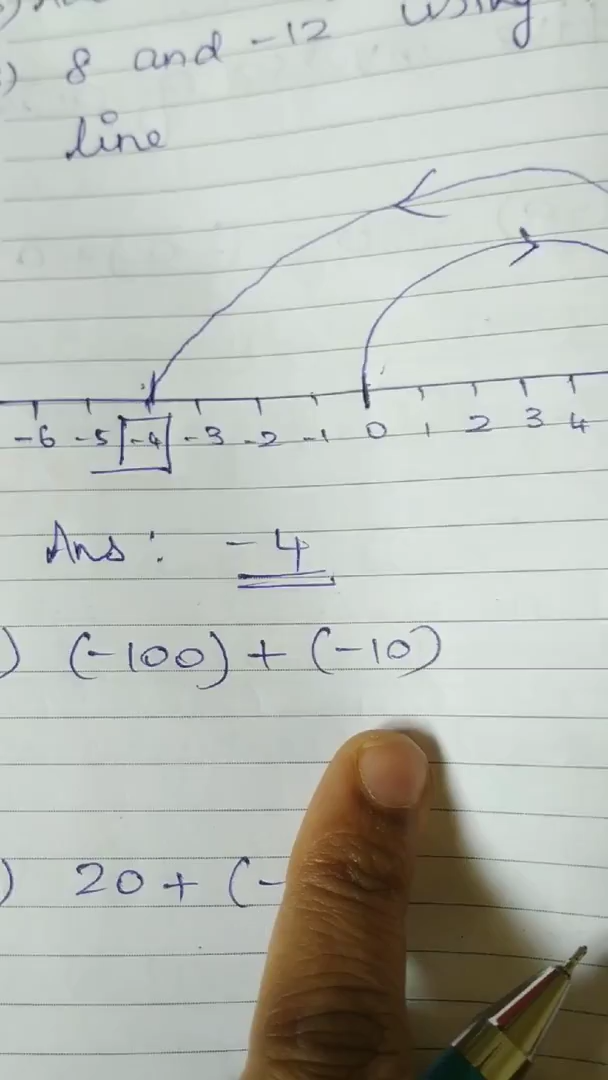 ) 8 and -12 using
line
-6 -5 -4 -3 -2 -1 0 1 2 3 4
Ans: -4
) (-100) + (-10)
) 20 + (-